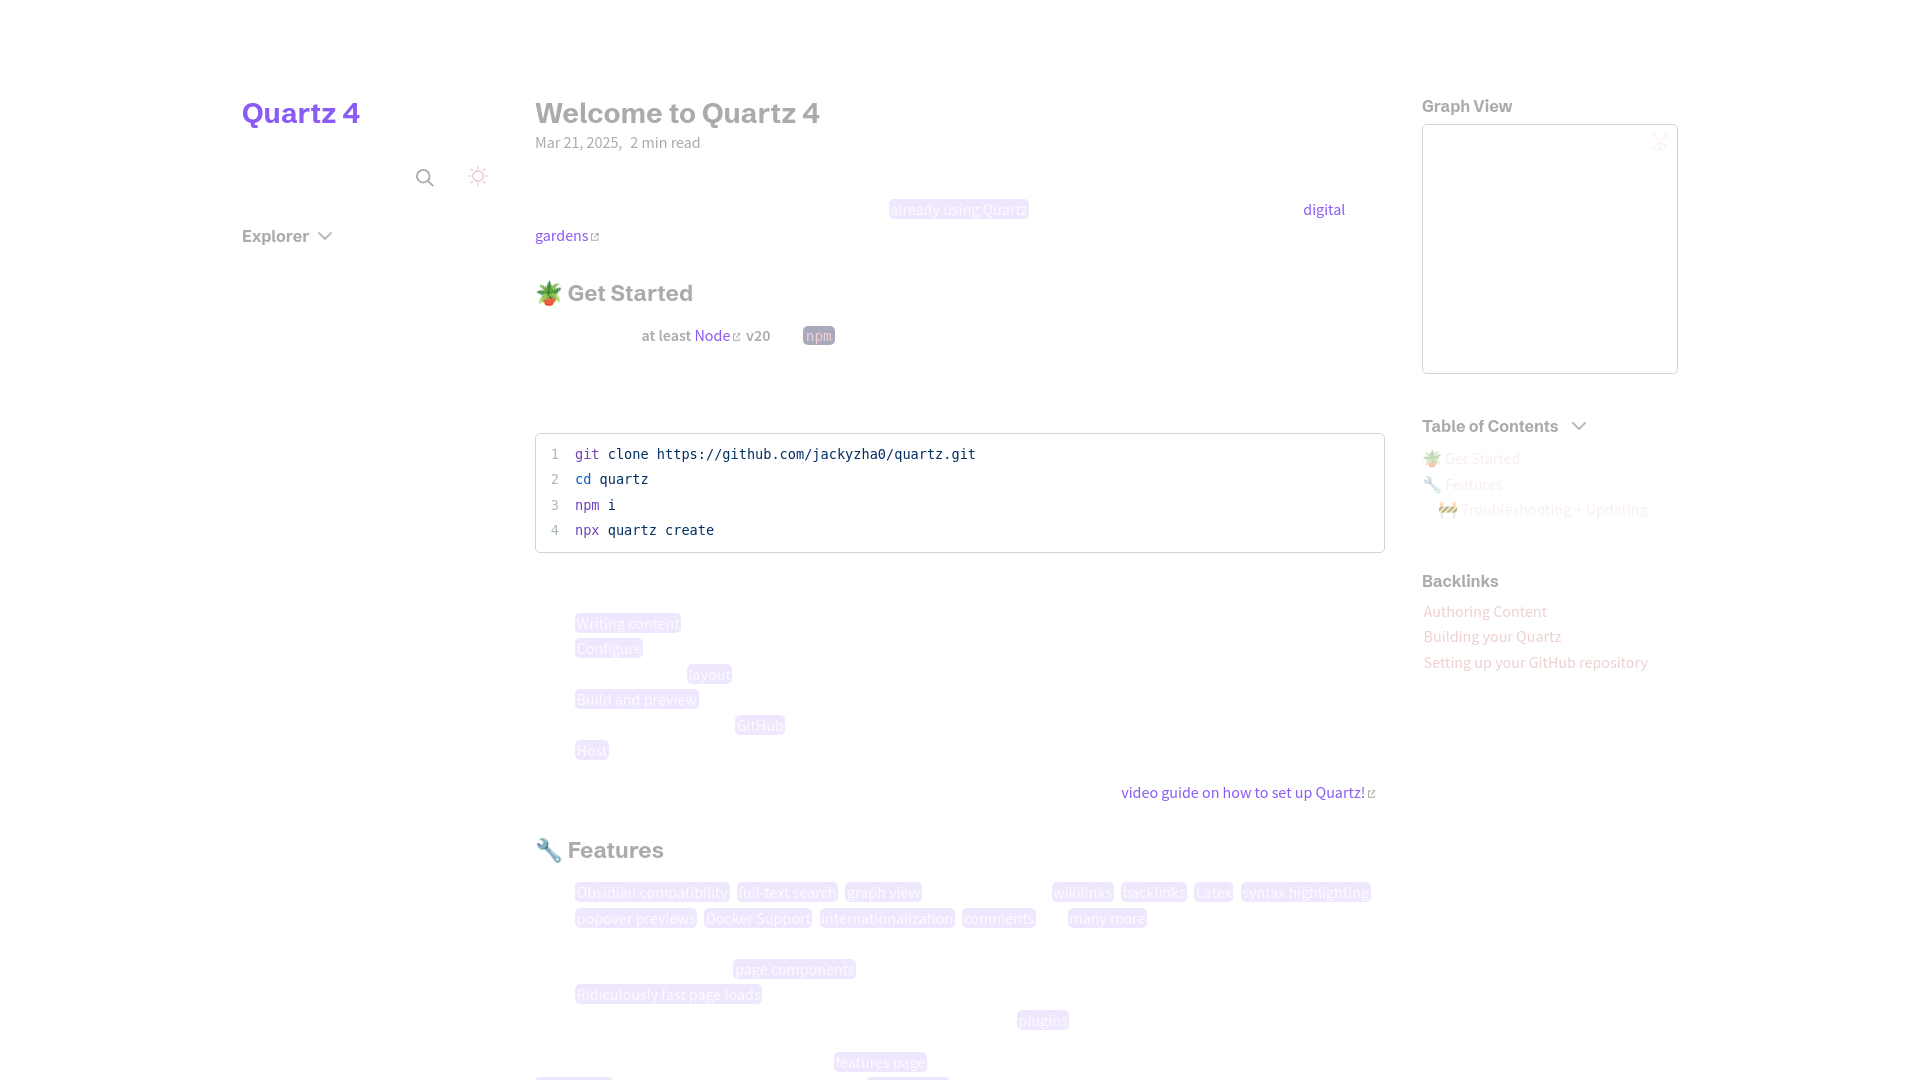 Quartz 4
Explorer
Welcome to Quartz 4
Mar 21, 2025, 2 min read
already using Quartz digital
gardens
🪴 Get Started
at least Node v20 npm
1 git clone https://github.com/jackyzha0/quartz.git
2 cd quartz
3 npm i
4 npx quartz create
Writing content
Configure
layout
Build and preview
GitHub
Host
video guide on how to set up Quartz!
🔧 Features
Obsidian compatibility full-text search graph view wikilinks backlinks Latex syntax highlighting
popover previews Docker Support internationalization comments many more
page components
Ridiculously fast page loads
plugins
features page
Graph View
Table of Contents
🪴 Get Started
🔧 Features
🚧 Troubleshooting + Updating
Backlinks
Authoring Content
Building your Quartz
Setting up your GitHub repository